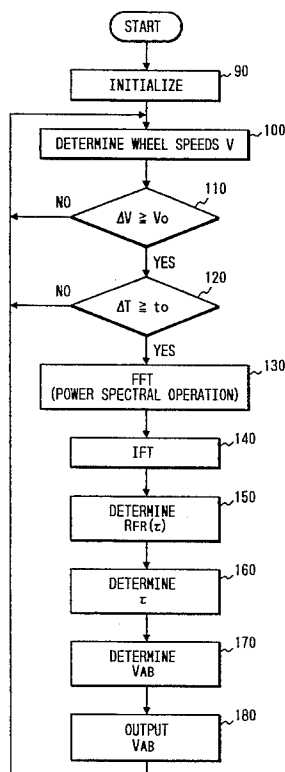 START
90
INITIALIZE
100
DETERMINE WHEEL SPEEDS V
110
NO
ΔV ≧ Vo
YES
120
NO
ΔT ≧ to
YES
130
FFT
(POWER SPECTRAL OPERATION)
140
IFT
150
DETERMINE
RFR(τ)
160
DETERMINE
τ
170
DETERMINE
VAB
180
OUTPUT
VAB